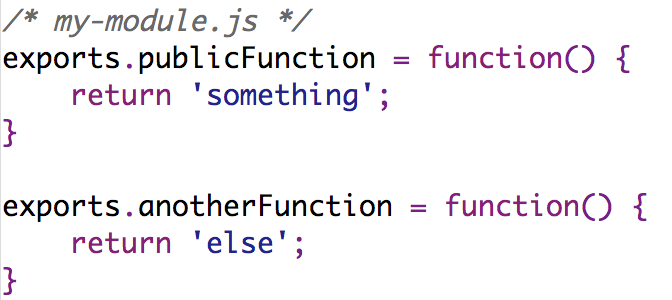 /* my-module.js */
exports.publicFunction = function() {
    return 'something';
}

exports.anotherFunction = function() {
    return 'else';
}